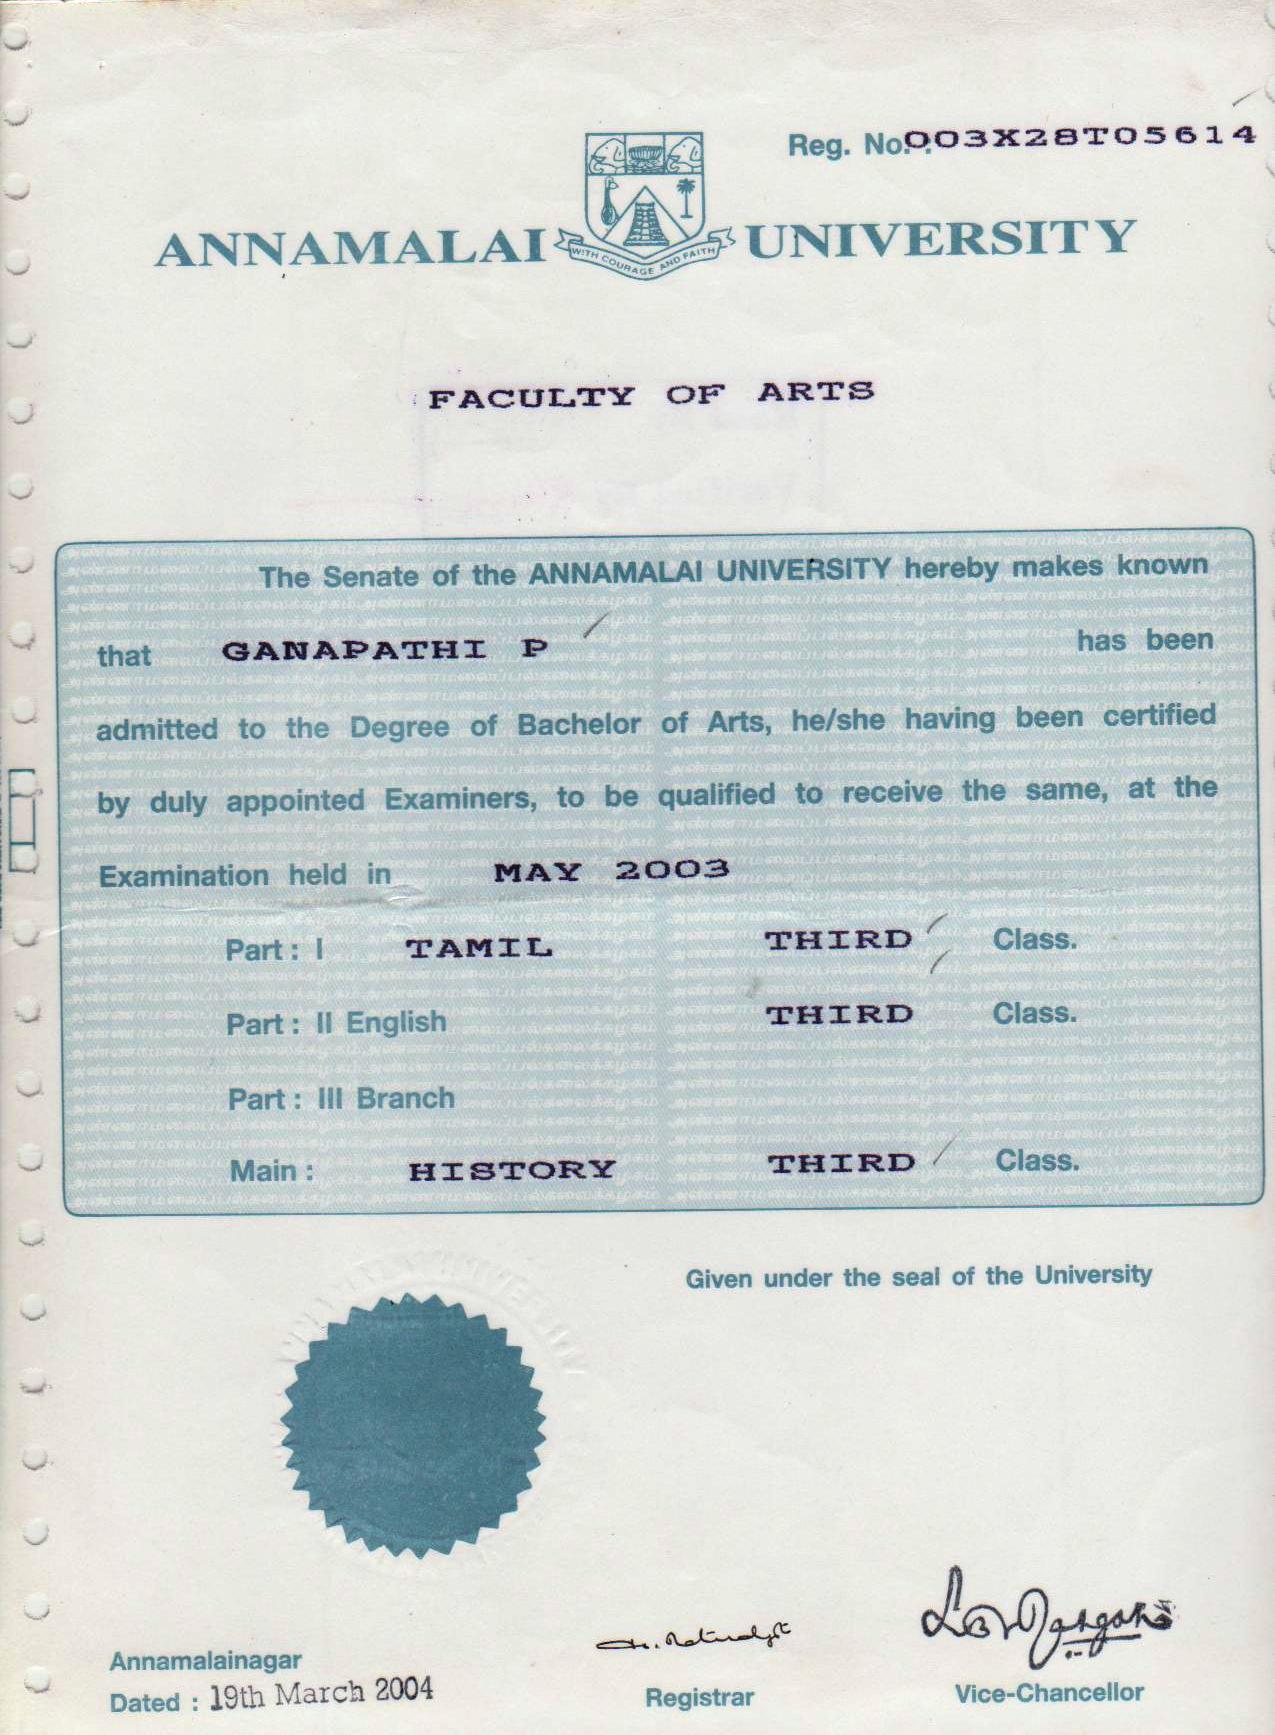 Reg. No. : 003X28T05614
ANNAMALAI UNIVERSITY
WITH COURAGE AND FAITH
FACULTY OF ARTS
The Senate of the ANNAMALAI UNIVERSITY hereby makes known
that GANAPATHI P has been
admitted to the Degree of Bachelor of Arts, he/she having been certified
by duly appointed Examiners, to be qualified to receive the same, at the
Examination held in MAY 2003
Part : I TAMIL THIRD Class.
Part : II English THIRD Class.
Part : III Branch
Main : HISTORY THIRD Class.
Given under the seal of the University
Annamalainagar
Dated : 19th March 2004
Registrar
Vice-Chancellor